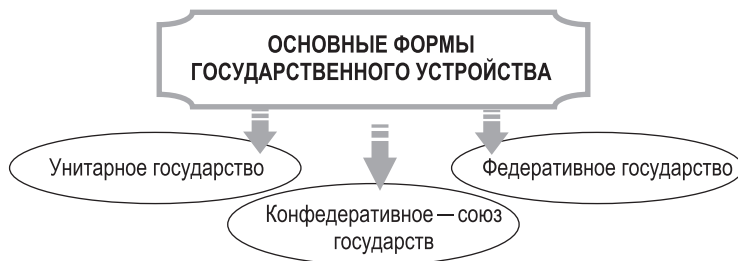 ОСНОВНЫЕ ФОРМЫ
ГОСУДАРСТВЕННОГО УСТРОЙСТВА
Унитарное государство
Федеративное государство
Конфедеративное — союз
государств